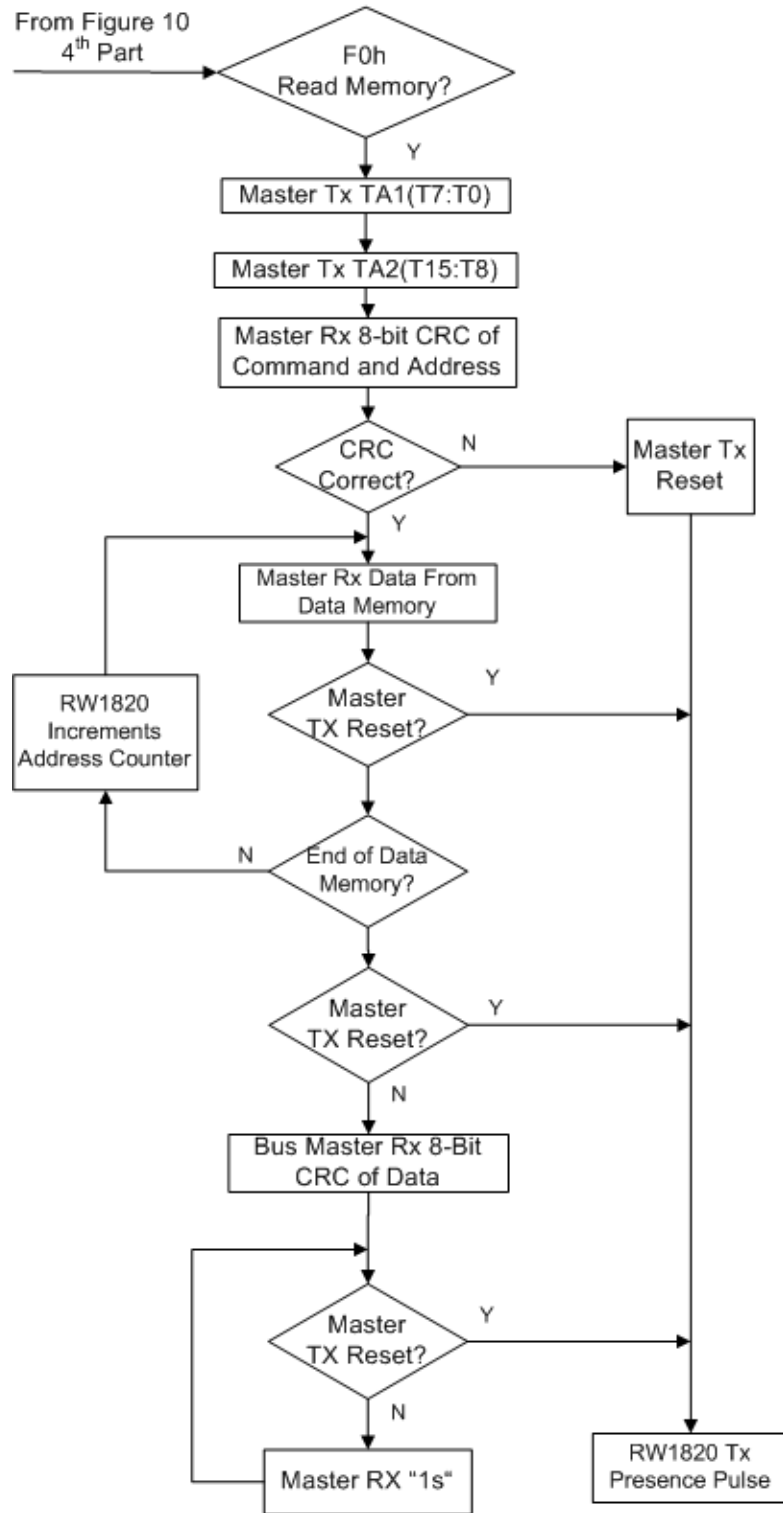 From Figure 10
4th Part
F0h
Read Memory?
Y
Master Tx TA1(T7:T0)
Master Tx TA2(T15:T8)
Master Rx 8-bit CRC of
Command and Address
CRC
Correct?
N
Master Tx
Reset
Y
Master Rx Data From
Data Memory
RW1820
Increments
Address Counter
Master
TX Reset?
Y
End of Data
Memory?
N
Master
TX Reset?
Y
N
Bus Master Rx 8-Bit
CRC of Data
Master
TX Reset?
Y
N
Master RX “1s“
RW1820 Tx
Presence Pulse